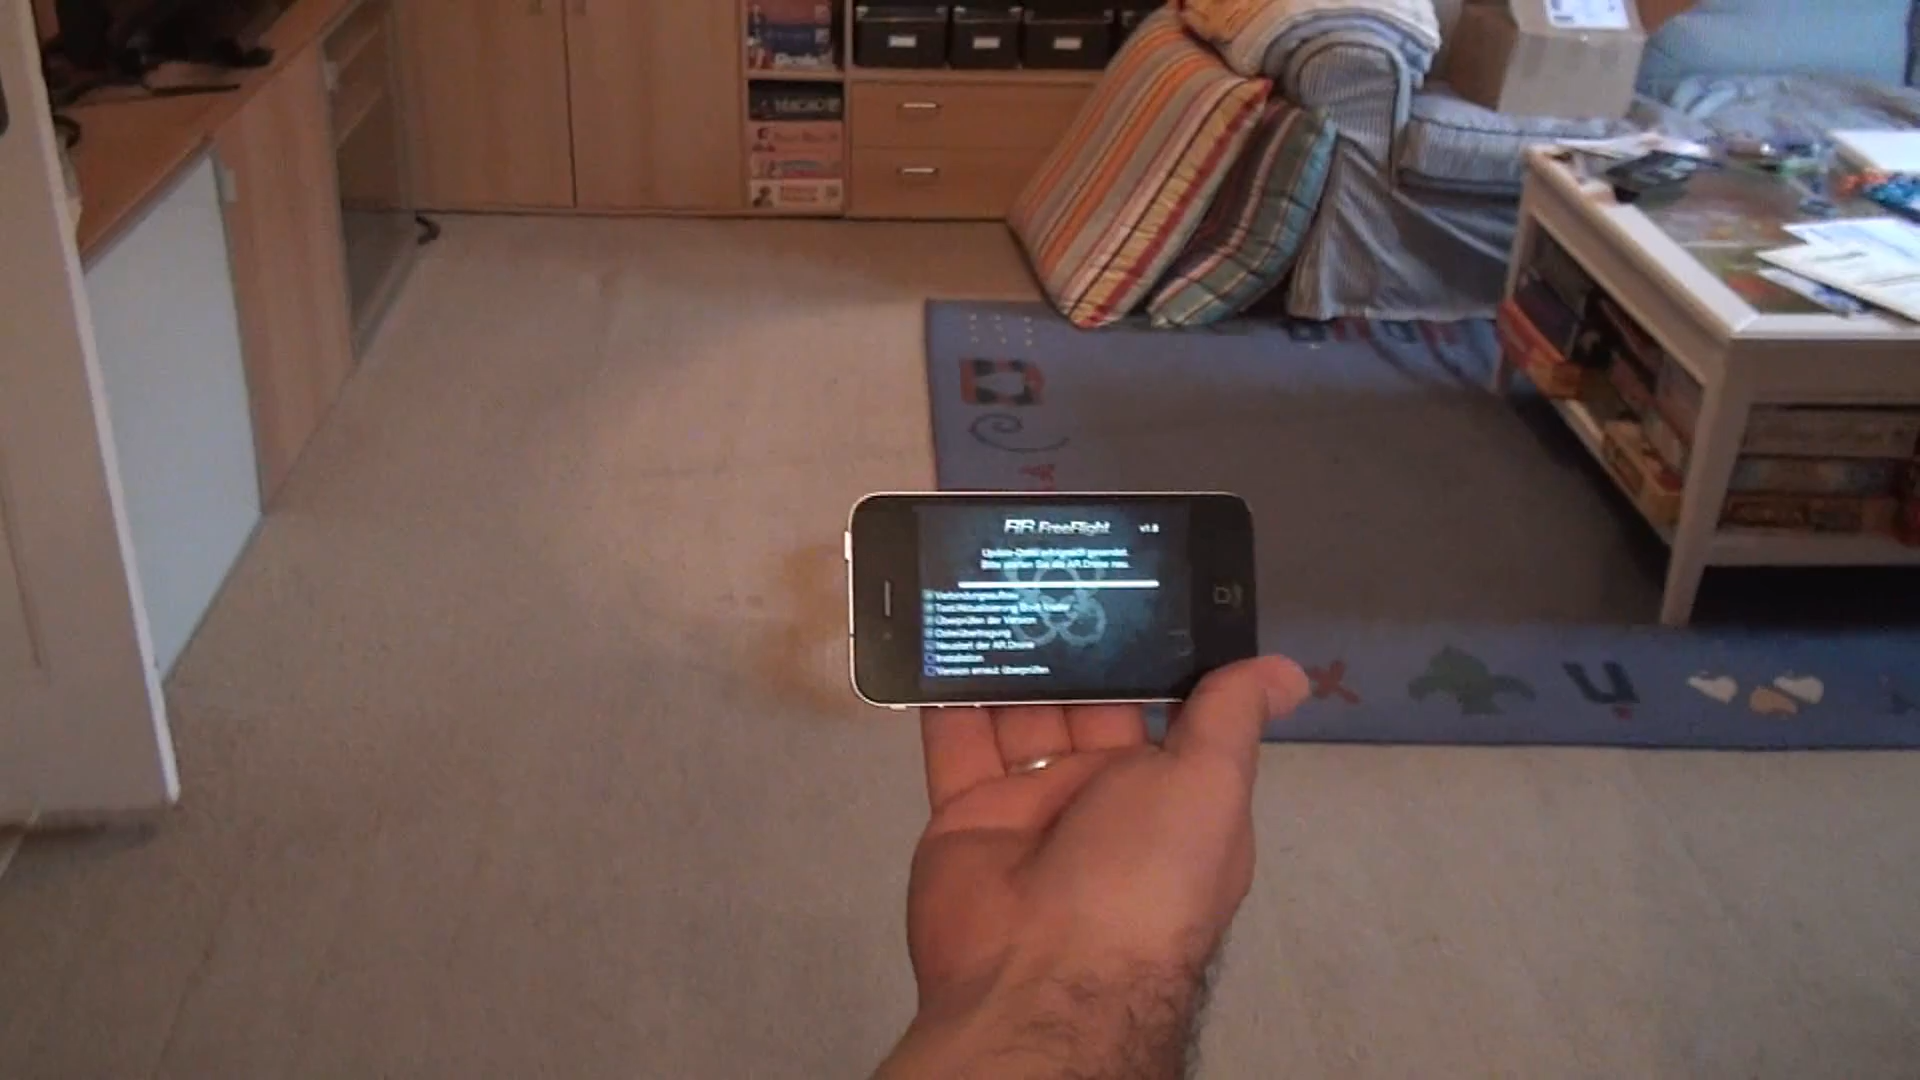 AR.FreeFlight v1.8
Update-Datei erfolgreich gesendet.
Bitte starten Sie die AR.Drone neu.
Verbindungsaufbau
Test/Aktualisierung Boot loader
Überprüfen der Version
Dateiübertragung
Neustart der AR.Drone
Installation
Version erneut überprüfen